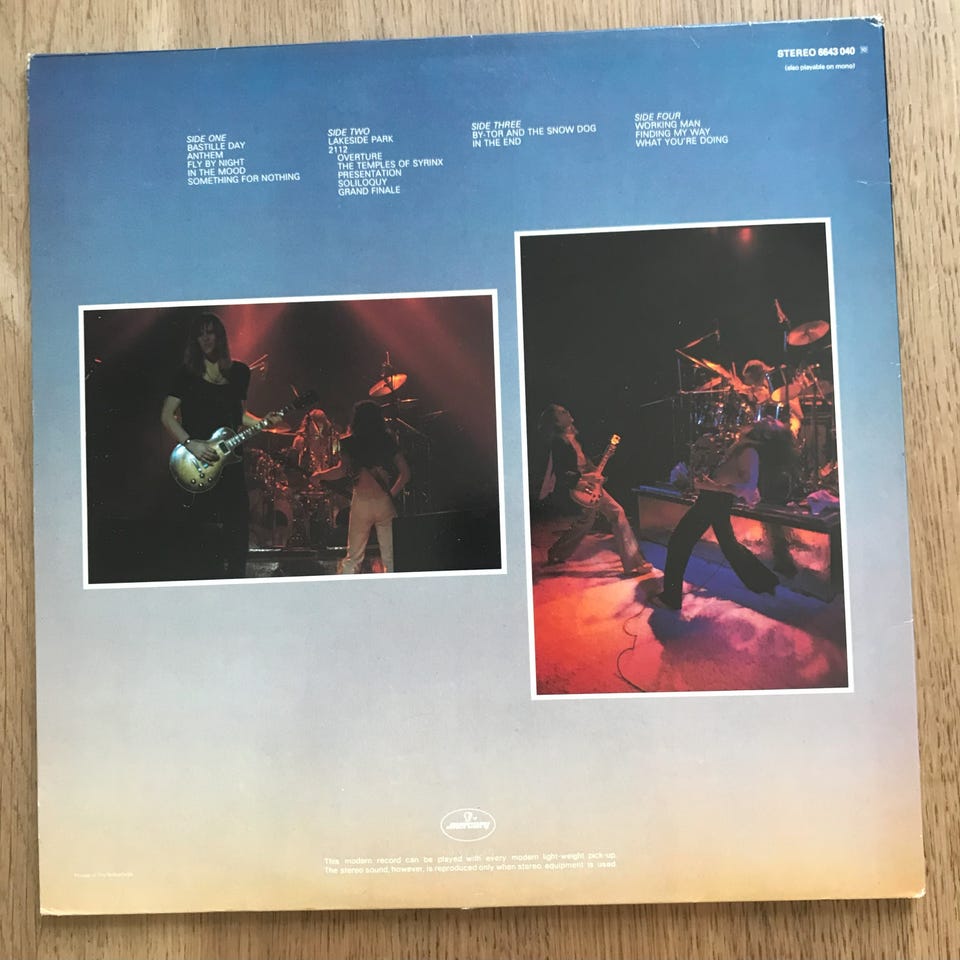 STEREO 6643 040
(also playable on mono)
SIDE ONE
BASTILLE DAY
ANTHEM
FLY BY NIGHT
IN THE MOOD
SOMETHING FOR NOTHING
SIDE TWO
LAKESIDE PARK
2112
OVERTURE
THE TEMPLES OF SYRINX
PRESENTATION
SOLILOQUY
GRAND FINALE
SIDE THREE
BY-TOR AND THE SNOW DOG
IN THE END
SIDE FOUR
WORKING MAN
FINDING MY WAY
WHAT YOU'RE DOING
mercury
This modern record can be played with every modern light-weight pick-up.
The stereo sound, however, is reproduced only when stereo equipment is used